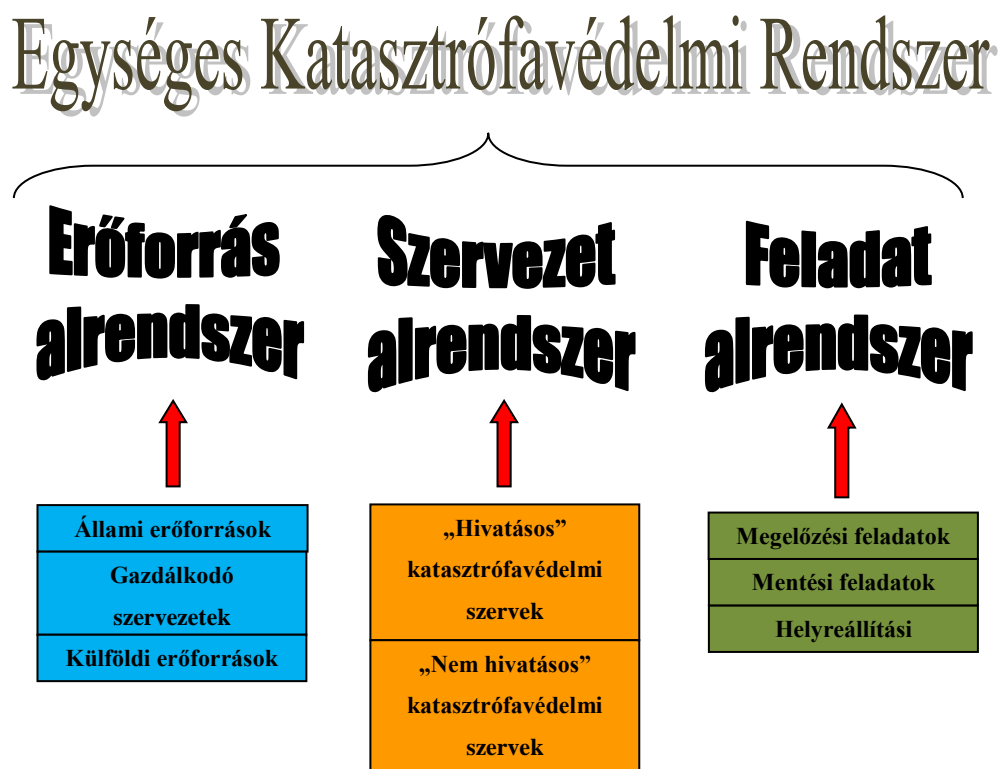 Egységes Katasztrófavédelmi Rendszer
Erőforrás
alrendszer
Szervezet
alrendszer
Feladat
alrendszer
Állami erőforrások
Gazdálkodó
szervezetek
Külföldi erőforrások
„Hivatásos”
katasztrófavédelmi
szervek
„Nem hivatásos”
katasztrófavédelmi
szervek
Megelőzési feladatok
Mentési feladatok
Helyreállítási